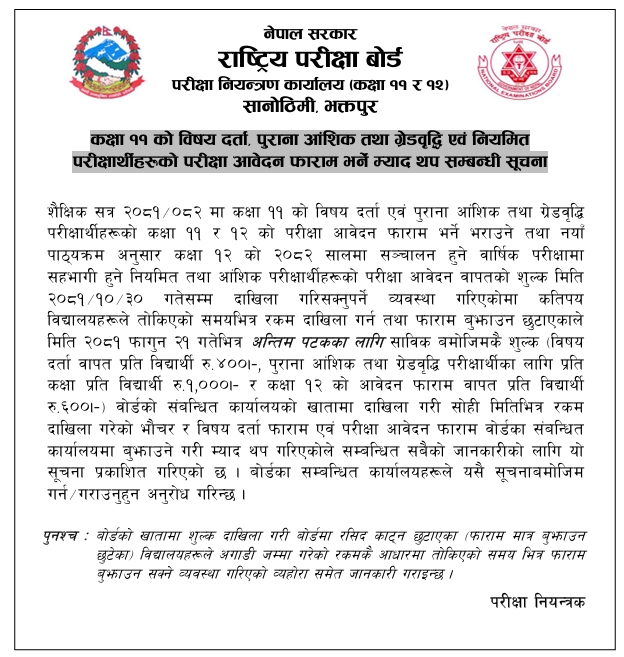 नेपाल सरकार
राष्ट्रिय परीक्षा बोर्ड
परीक्षा नियन्त्रण कार्यालय (कक्षा ११ र १२)
सानोठिमी, भक्तपुर
कक्षा ११ को विषय दर्ता, पुराना आंशिक तथा ग्रेडवृद्धि एवं नियमित
परीक्षार्थीहरूको परीक्षा आवेदन फाराम भर्ने म्याद थप सम्बन्धी सूचना
शैक्षिक सत्र २०८१/०८२ मा कक्षा ११ को विषय दर्ता एवं पुराना आंशिक तथा ग्रेडवृद्धि
परीक्षार्थीहरूको कक्षा ११ र १२ को परीक्षा आवेदन फाराम भर्ने भराउने तथा नयाँ
पाठ्यक्रम अनुसार कक्षा १२ को २०८२ सालमा सञ्चालन हुने वार्षिक परीक्षामा
सहभागी हुने नियमित तथा आंशिक परीक्षार्थीहरूको परीक्षा आवेदन वापतको शुल्क मिति
२०८१/१०/३० गतेसम्म दाखिला गरिसक्नुपर्ने व्यवस्था गरिएकोमा कतिपय
विद्यालयहरूले तोकिएको समयभित्र रकम दाखिला गर्न तथा फाराम बुझाउन छुटाएकाले
मिति २०८१ फागुन २१ गतेभित्र अन्तिम पटकका लागि साविक बमोजिमकै शुल्क (विषय
दर्ता वापत प्रति विद्यार्थी रु.४००।-, पुराना आंशिक तथा ग्रेडवृद्धि परीक्षार्थीका लागि प्रति
कक्षा प्रति विद्यार्थी रु.१,०००।- र कक्षा १२ को आवेदन फाराम वापत प्रति विद्यार्थी
रु.६००।-) वोर्डको संबन्धित कार्यालयको खातामा दाखिला गरी सोही मितिभित्र रकम
दाखिला गरेको भौचर र विषय दर्ता फाराम एवं परीक्षा आवेदन फाराम वोर्डका संबन्धित
कार्यालयमा बुझाउने गरी म्याद थप गरिएकोले सम्बन्धित सबैको जानकारीको लागि यो
सूचना प्रकाशित गरिएको छ । बोर्डका सम्बन्धित कार्यालयहरूले यसै सूचनाबमोजिम
गर्न/गराउनुहुन अनुरोध गरिन्छ ।
पुनश्च : वोर्डको खातामा शुल्क दाखिला गरी बोर्डमा रसिद काट्न छुटाएका (फाराम मात्र बुझाउन
छुटेका) विद्यालयहरूले अगाडी जम्मा गरेको रकमकै आधारमा तोकिएको समय भित्र फाराम
बुझाउन सक्ने व्यवस्था गरिएको व्यहोरा समेत जानकारी गराइन्छ ।
परीक्षा नियन्त्रक